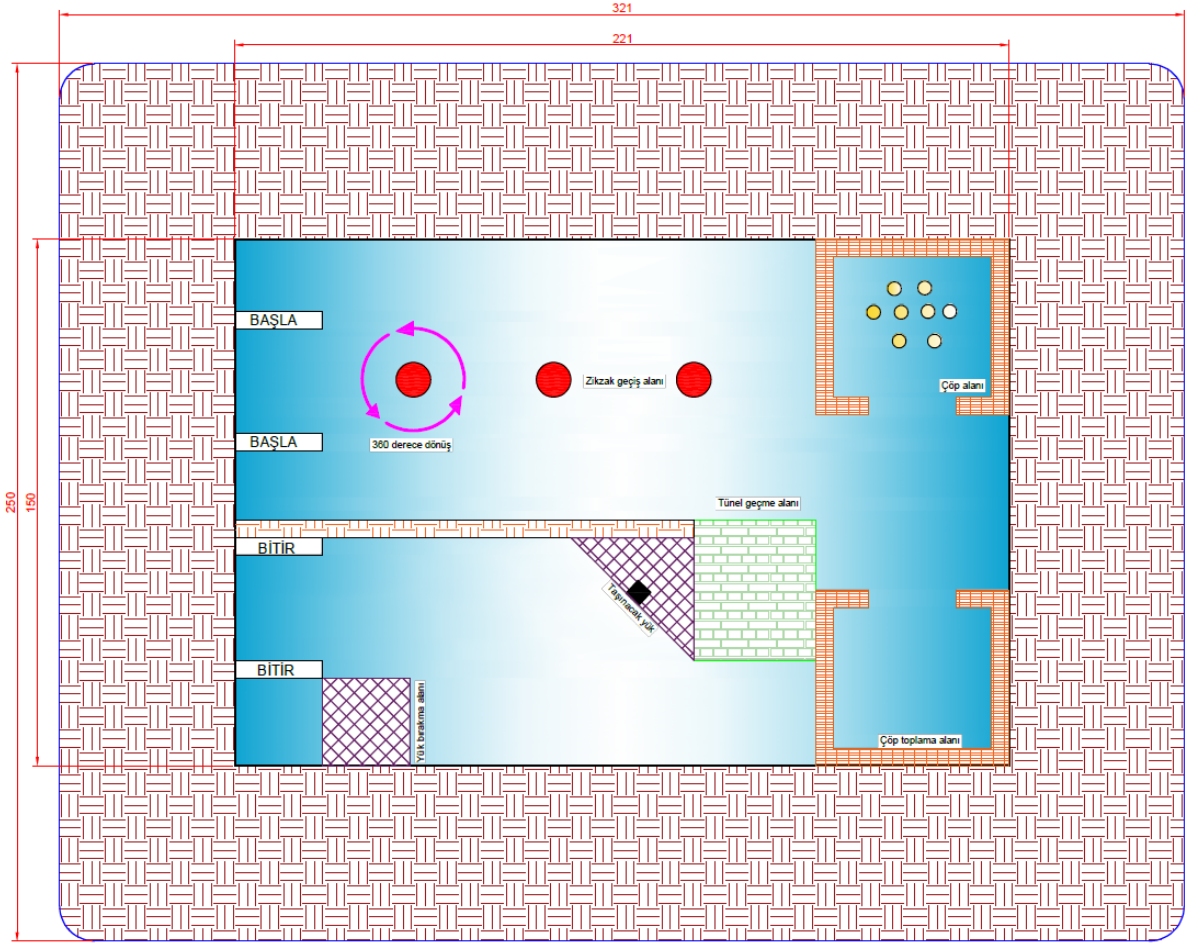 321
221
BAŞLA
Zikzak geçiş alanı
Çöp alanı
BAŞLA
360 derece dönüş
250
150
Tünel geçme alanı
BİTİR
Taşınacak yük
BİTİR
Yük bırakma alanı
Çöp toplama alanı